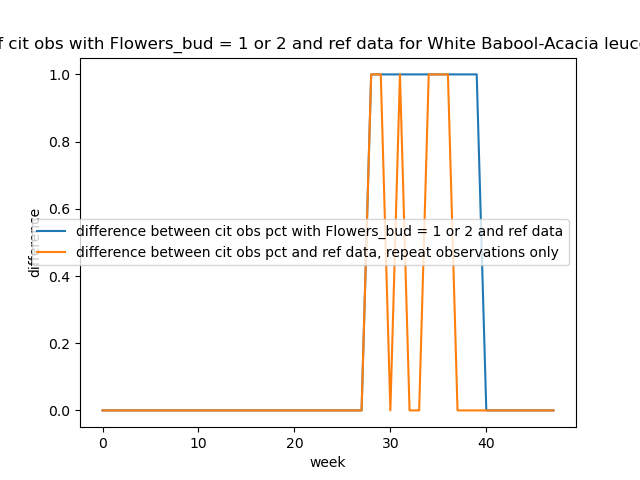 cit obs with Flowers_bud = 1 or 2 and ref data for White Babool-Acacia
1.0
0.8
0.6
0.4
0.2
0.0
difference
difference between cit obs pct with Flowers_bud = 1 or 2 and ref data
difference between cit obs pct and ref data, repeat observations only
0 10 20 30 40
week